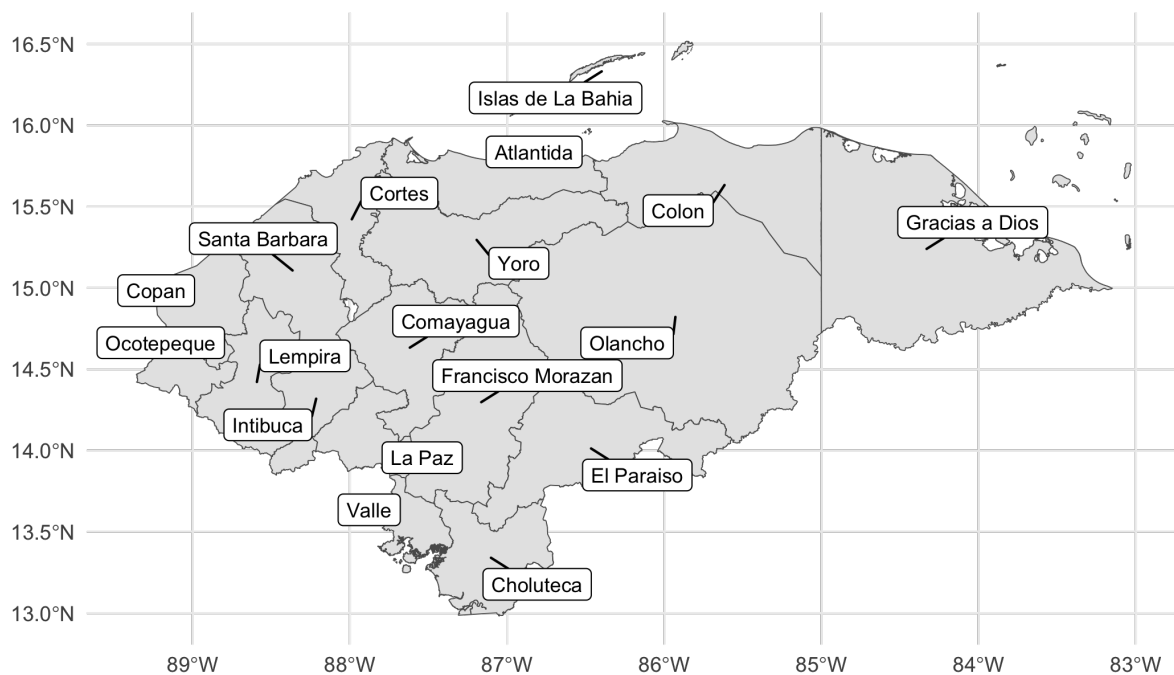 16.5°N
Islas de La Bahia
16.0°N
Atlantida
Cortes
15.5°N
Colon
Gracias a Dios
Santa Barbara
Yoro
15.0°N
Copan
Comayagua
Ocotepeque
Olancho
Lempira
14.5°N
Francisco Morazan
Intibuca
14.0°N
La Paz
El Paraiso
Valle
13.5°N
Choluteca
13.0°N
89°W
88°W
87°W
86°W
85°W
84°W
83°W